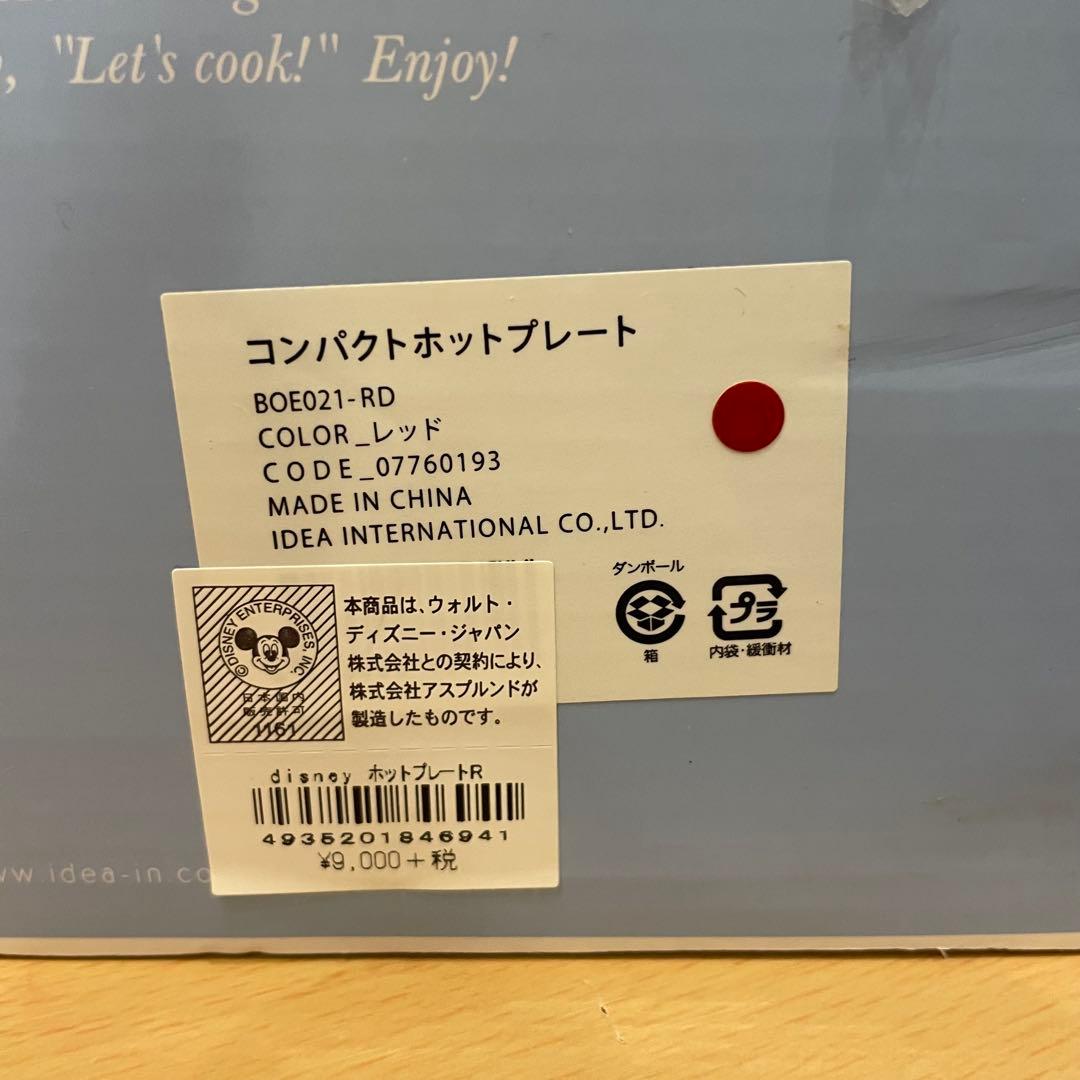 , "Let's cook!" Enjoy!
コンパクトホットプレート
BOE021-RD
COLOR_レッド
CODE_07760193
MADE IN CHINA
IDEA INTERNATIONAL CO.,LTD.
ダンボール
箱
プラ
内袋・緩衝材
©DISNEY ENTERPRISES, INC.
日本国内
販売許可
1161
本商品は、ウォルト・
ディズニー・ジャパン
株式会社との契約により、
株式会社アスプルンドが
製造したものです。
disney ホットプレートR
4935201846941
¥9,000+税
w.idea-in.co